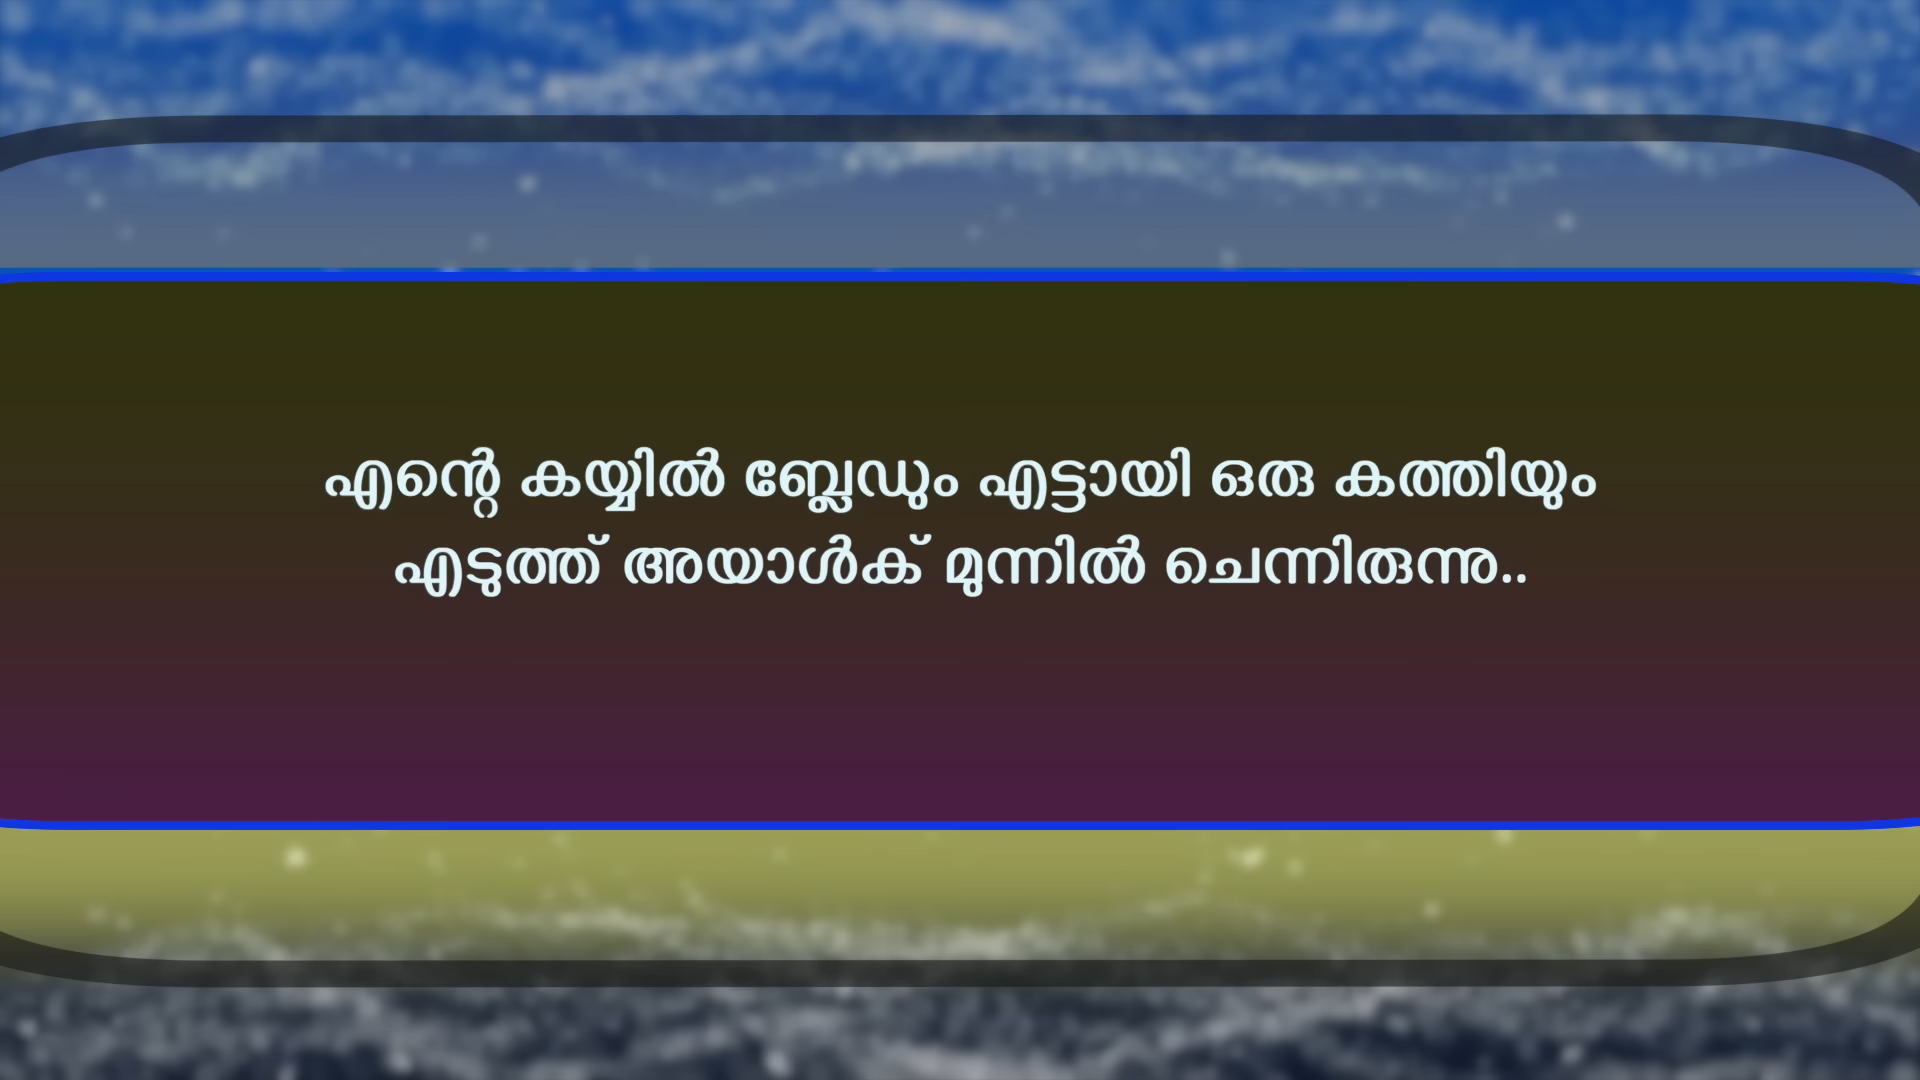 എന്റെ കയ്യിൽ ബ്ലേഡും എട്ടായി ഒരു കത്തിയും
എടുത്ത് അയാൾക് മുന്നിൽ ചെന്നിരുന്നു..